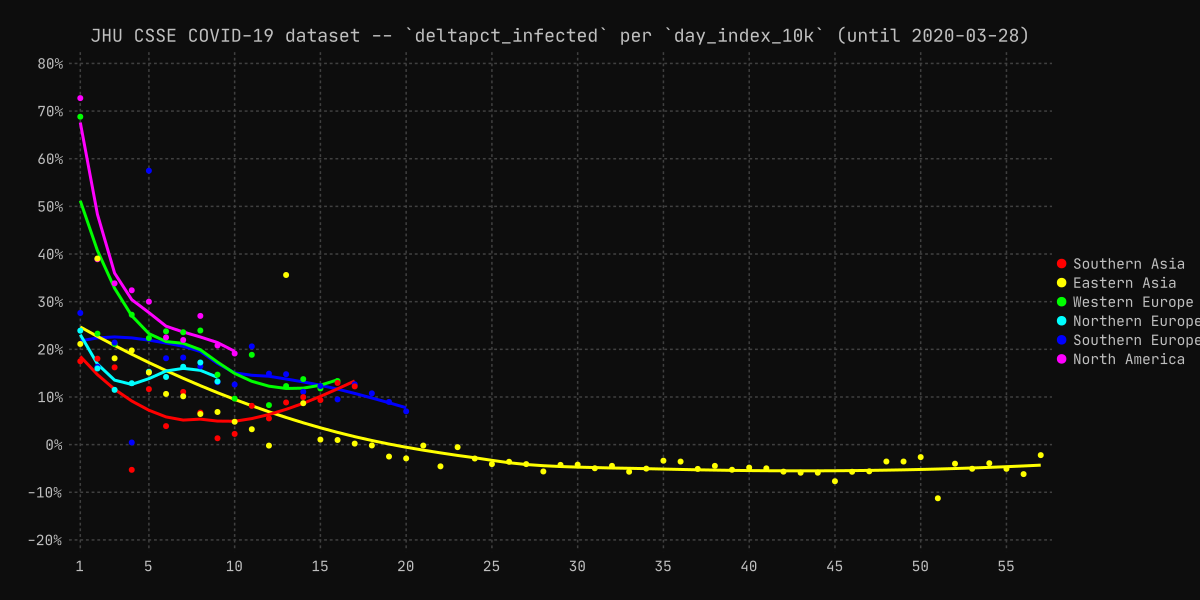 JHU CSSE COVID-19 dataset -- `deltapct_infected` per `day_index_10k` (until 2020-03-28)
80%
70%
60%
50%
40%
30%
20%
10%
0%
-10%
-20%
1 5 10 15 20 25 30 35 40 45 50 55
Southern Asia
Eastern Asia
Western Europe
Northern Europe
Southern Europe
North America